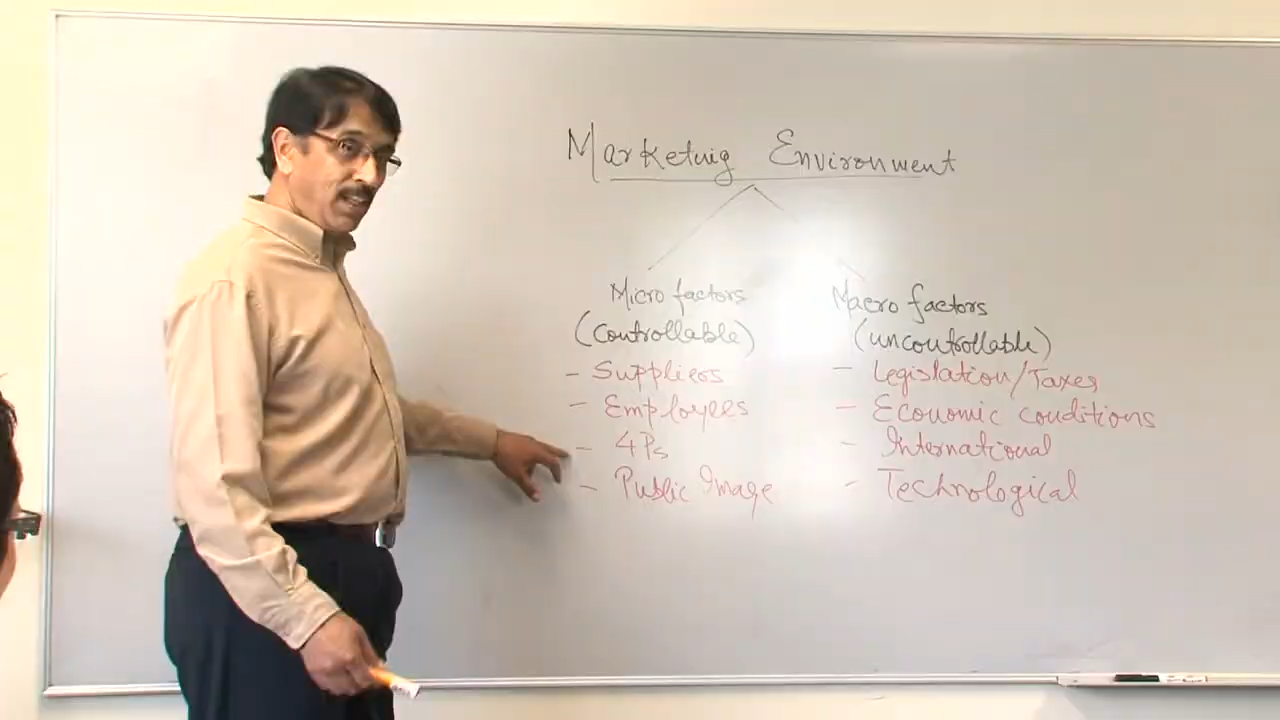 Marketing Environment
Micro factors
(controllable)
- Suppliers
- Employees
- 4Ps
- Public Image
Macro factors
(uncontrollable)
- Legislation/Taxes
- Economic conditions
- International
- Technological